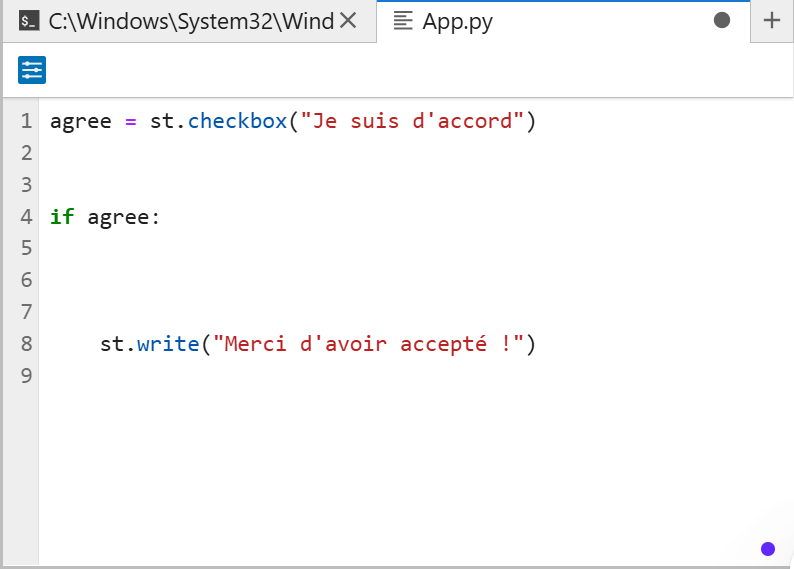 C:\Windows\System32\Wind
App.py
1 agree = st.checkbox("Je suis d'accord")
2
3
4 if agree:
5
6
7
8     st.write("Merci d'avoir accepté !")
9